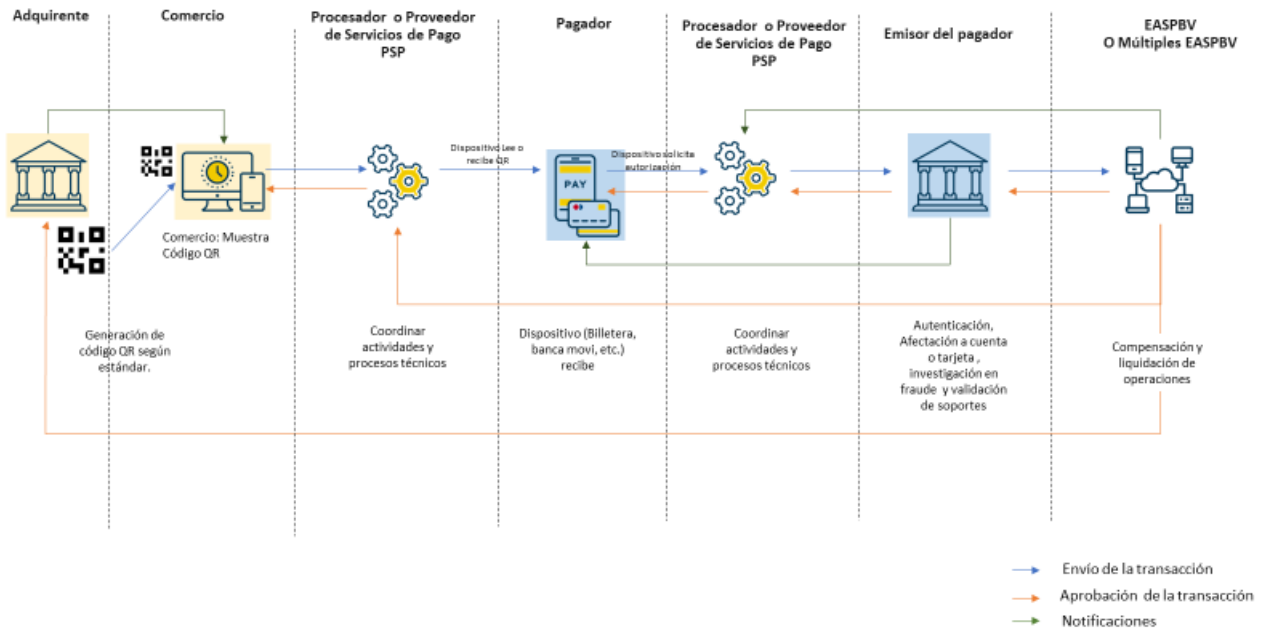 Adquirente
Comercio
Procesador o Proveedor
de Servicios de Pago
PSP
Pagador
Procesador o Proveedor
de Servicios de Pago
PSP
Emisor del pagador
EASPBV
O Múltiples EASPBV
Dispositivo Lee o
recibe QR
Dispositivo solicita
autorización
PAY
Comercio: Muestra
Código QR
Generación de
código QR según
estándar.
Coordinar
actividades y
procesos técnicos
Dispositivo (Billetera,
banca movi, etc.)
recibe
Coordinar
actividades y
procesos técnicos
Autenticación,
Afectación a cuenta
o tarjeta ,
investigación en
fraude y validación
de soportes
Compensación y
liquidación de
operaciones
Envío de la transacción
Aprobación de la transacción
Notificaciones